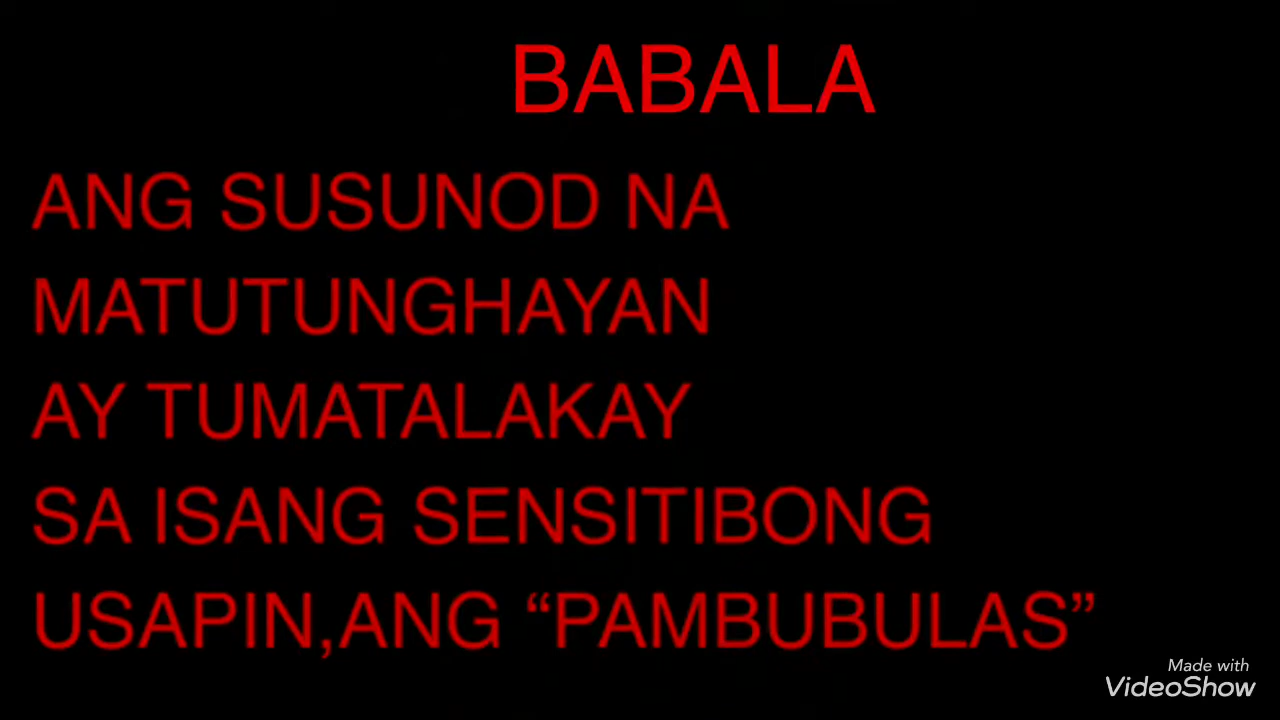 BABALA
ANG SUSUNOD NA
MATUTUNGHAYAN
AY TUMATALAKAY
SA ISANG SENSITIBONG
USAPIN,ANG “PAMBUBULAS”
Made with
VideoShow